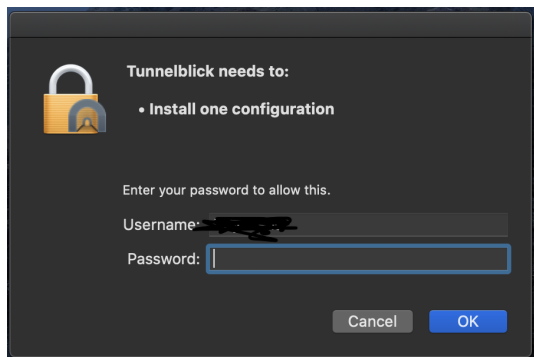 Tunnelblick needs to:
• Install one configuration
Enter your password to allow this.
Username:
Password:
Cancel
OK